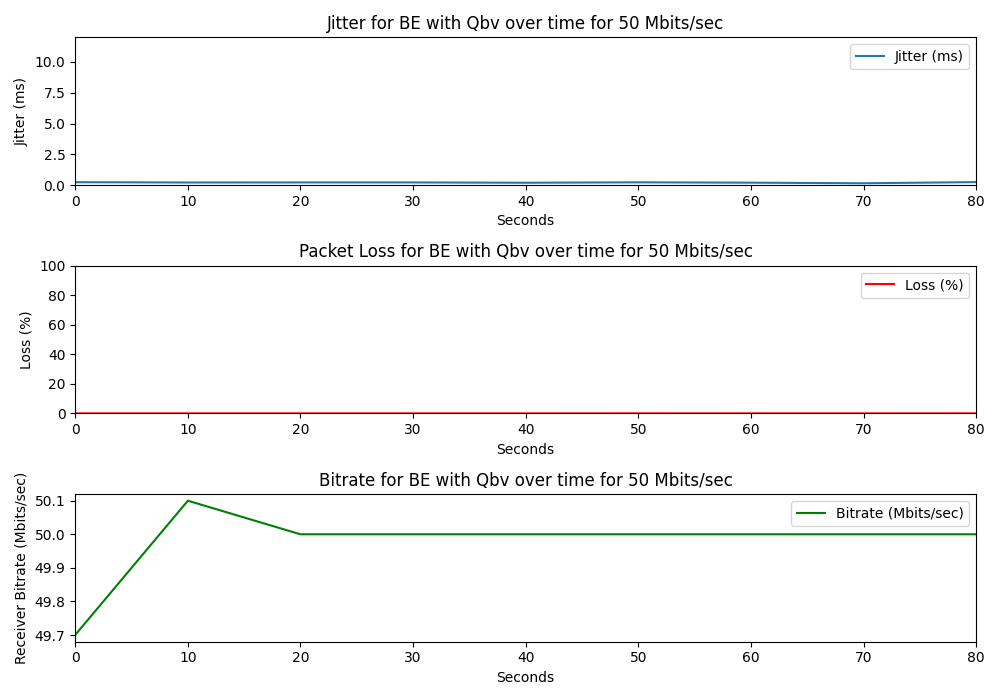 Jitter for BE with Qbv over time for 50 Mbits/sec
Jitter (ms)
10.0
7.5
5.0
2.5
0.0
Jitter (ms)
0 10 20 30 40 50 60 70 80
Seconds
Packet Loss for BE with Qbv over time for 50 Mbits/sec
Loss (%)
100
80
60
40
20
0
Loss (%)
0 10 20 30 40 50 60 70 80
Seconds
Bitrate for BE with Qbv over time for 50 Mbits/sec
Receiver Bitrate (Mbits/sec)
50.1
50.0
49.9
49.8
49.7
Bitrate (Mbits/sec)
0 10 20 30 40 50 60 70 80
Seconds